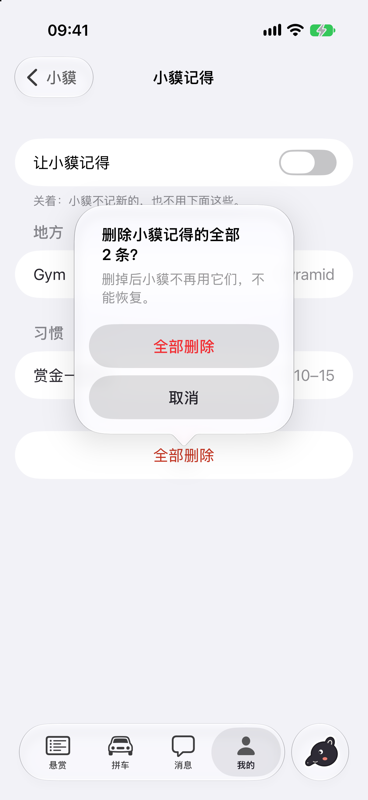 09:41
小貘
小貘记得
让小貘记得
关着：小貘不记新的，也不用下面这些。
地方
Gym
习惯
10–15
删除小貘记得的全部
2 条?
删掉后小貘不再用它们，不
能恢复。
全部删除
取消
全部删除
悬赏
拼车
消息
我的